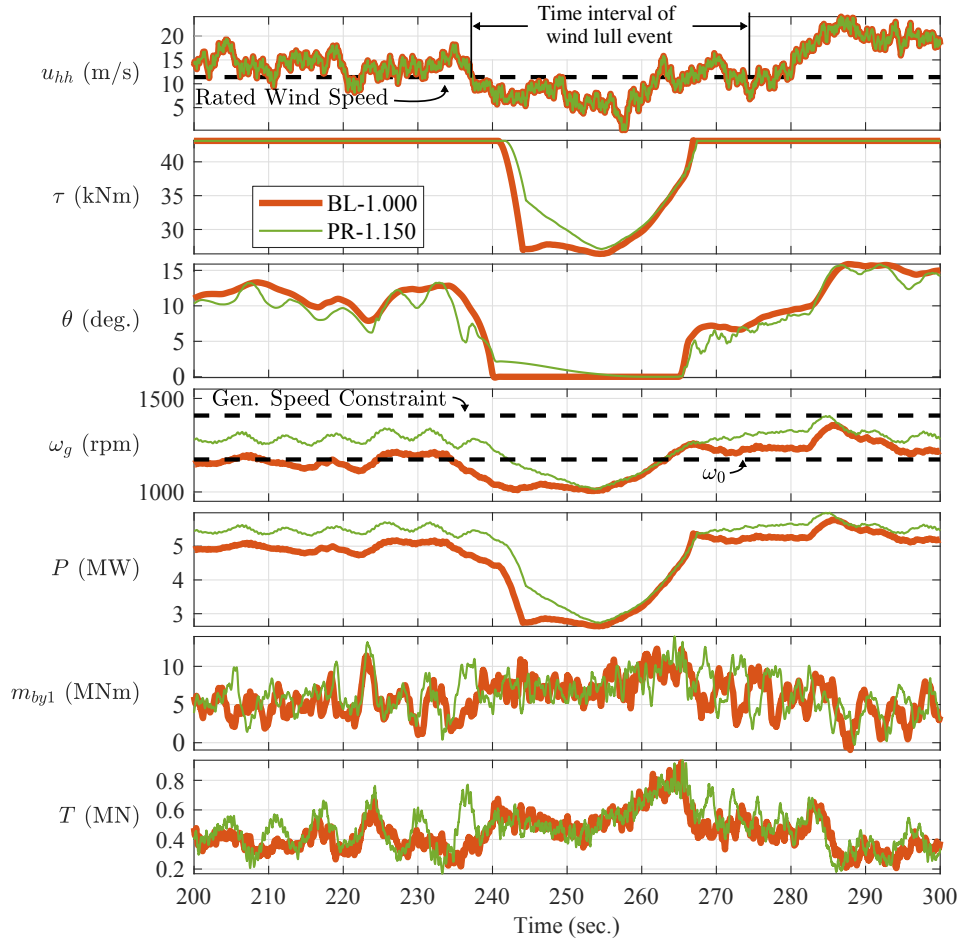 Time interval of
wind lull event
20
15
10
5
u_hh (m/s)
Rated Wind Speed
40
35
30
τ (kNm)
BL-1.000
PR-1.150
15
10
5
0
θ (deg.)
Gen. Speed Constraint
1500
1000
ω_g (rpm)
ω_0
5
4
3
P (MW)
10
5
0
m_by1 (MNm)
0.8
0.6
0.4
0.2
T (MN)
200 210 220 230 240 250 260 270 280 290 300
Time (sec.)